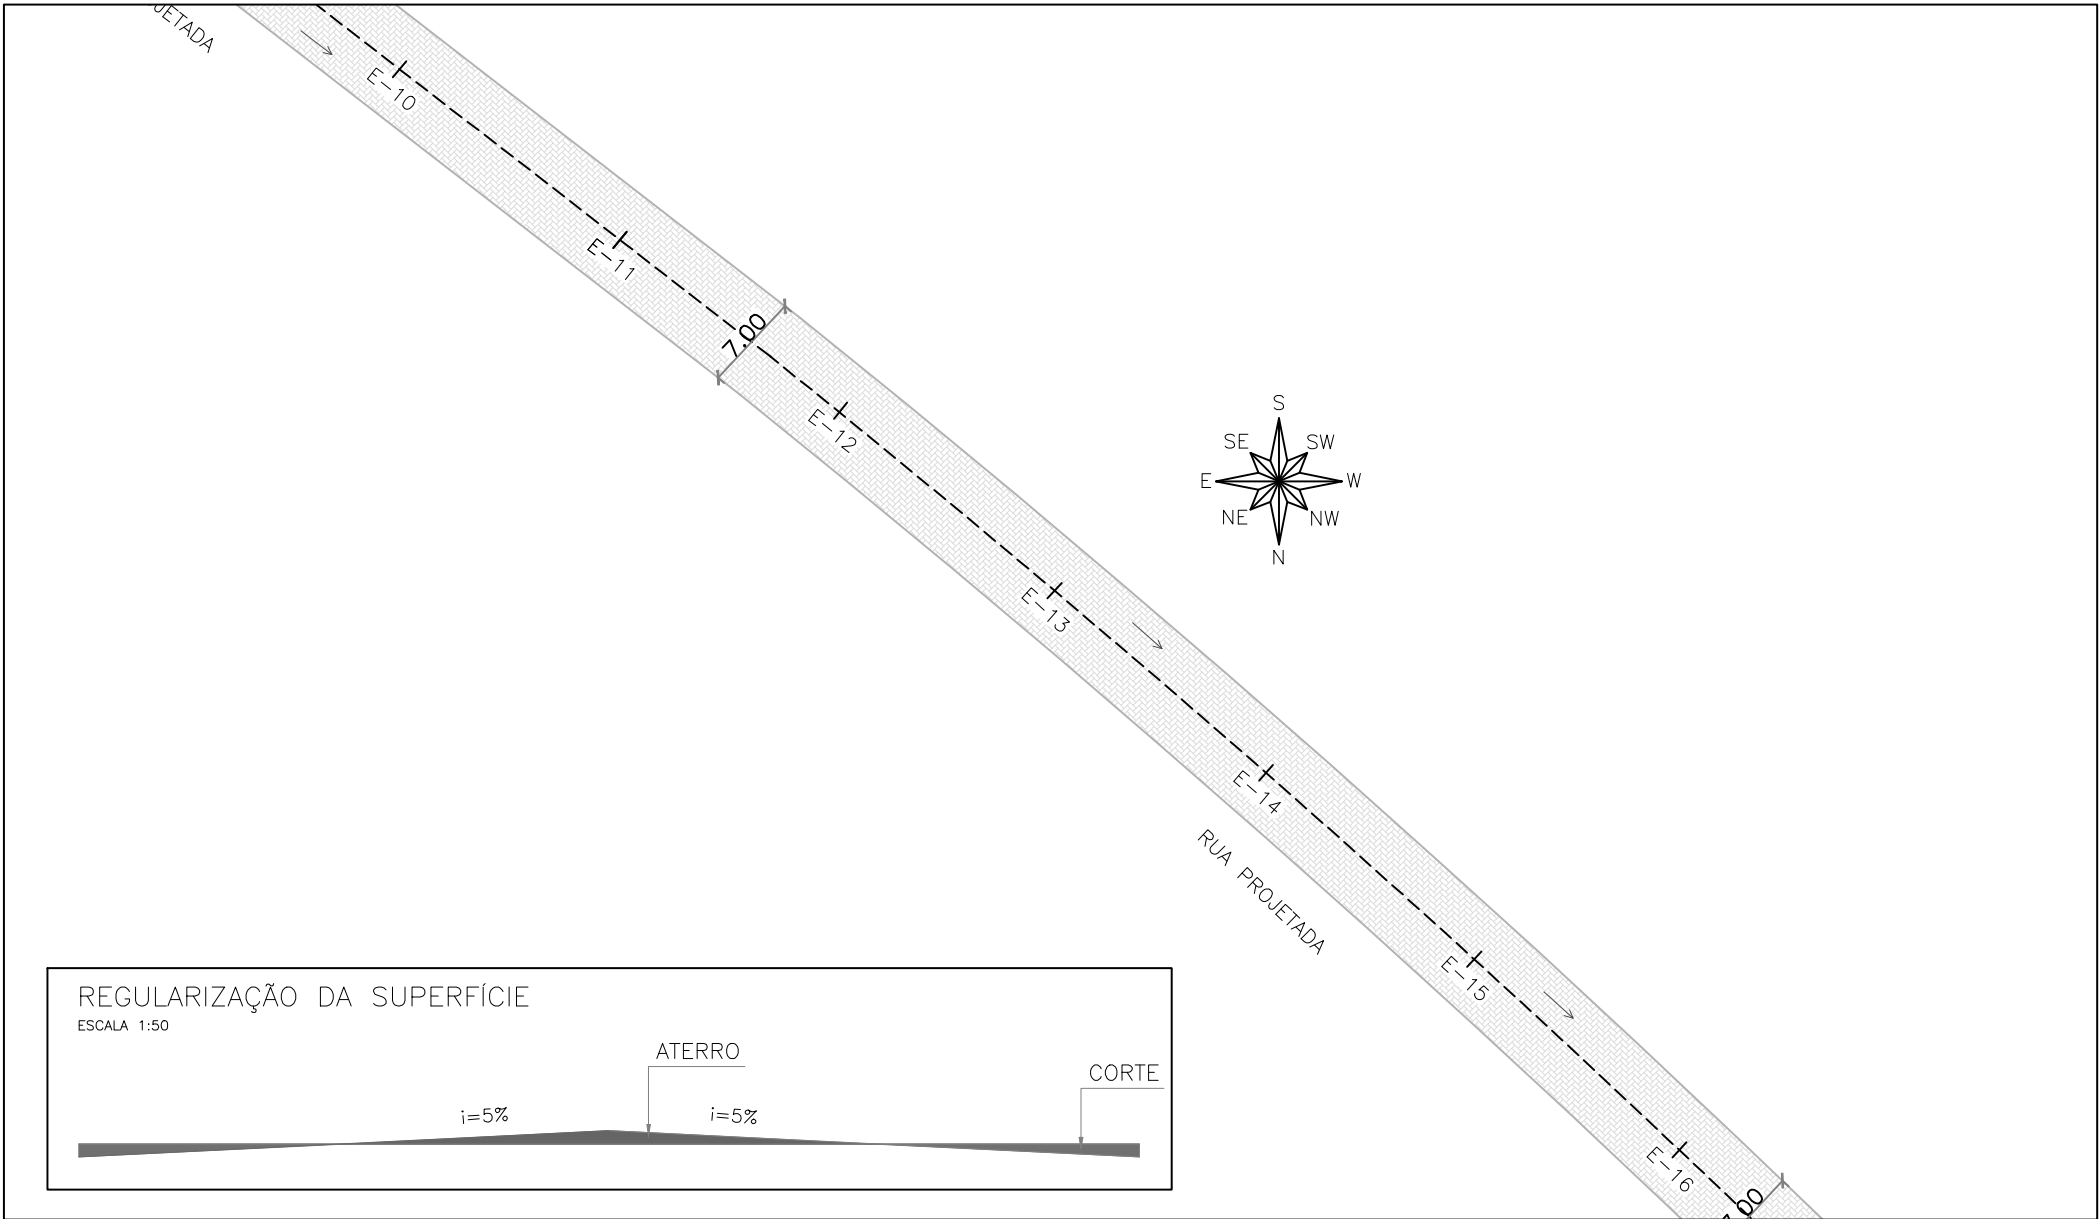 JETADA
E-10
E-11
7.00
E-12
S
SE
SW
E
W
NE
NW
N
E-13
E-14
RUA PROJETADA
E-15
REGULARIZAÇÃO DA SUPERFÍCIE
ESCALA 1:50
ATERRO
CORTE
i=5%
i=5%
E-16